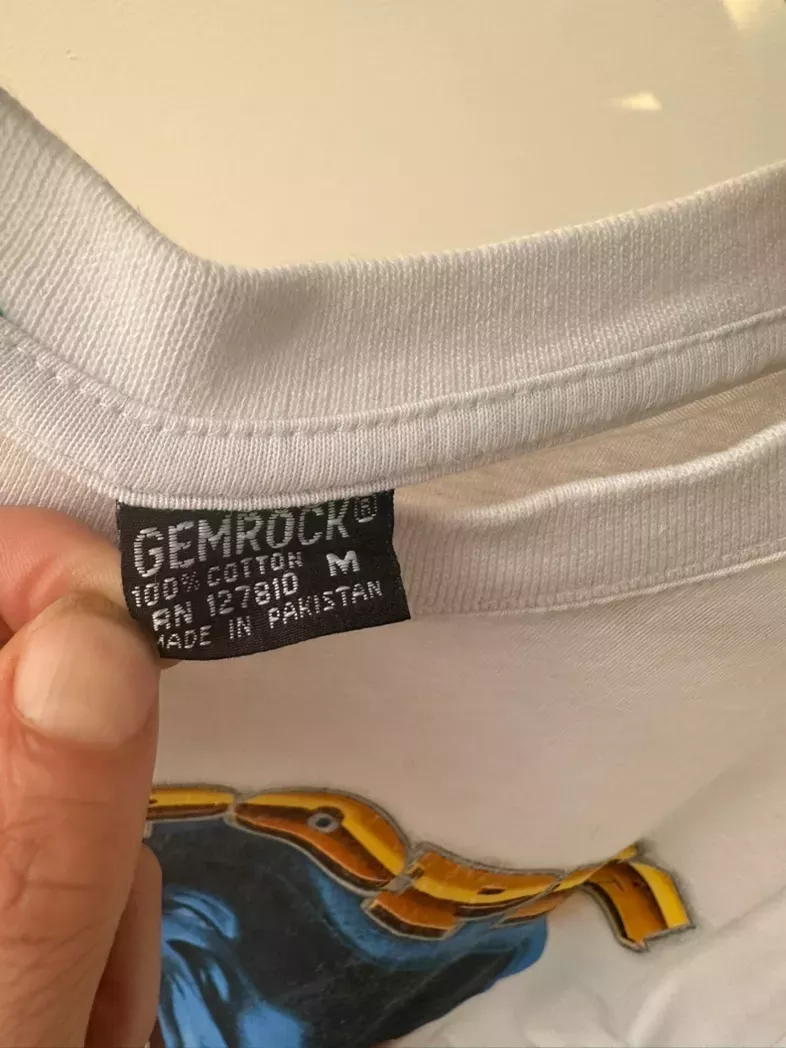 GEMROCK®
100% COTTON M
RN 127810
MADE IN PAKISTAN